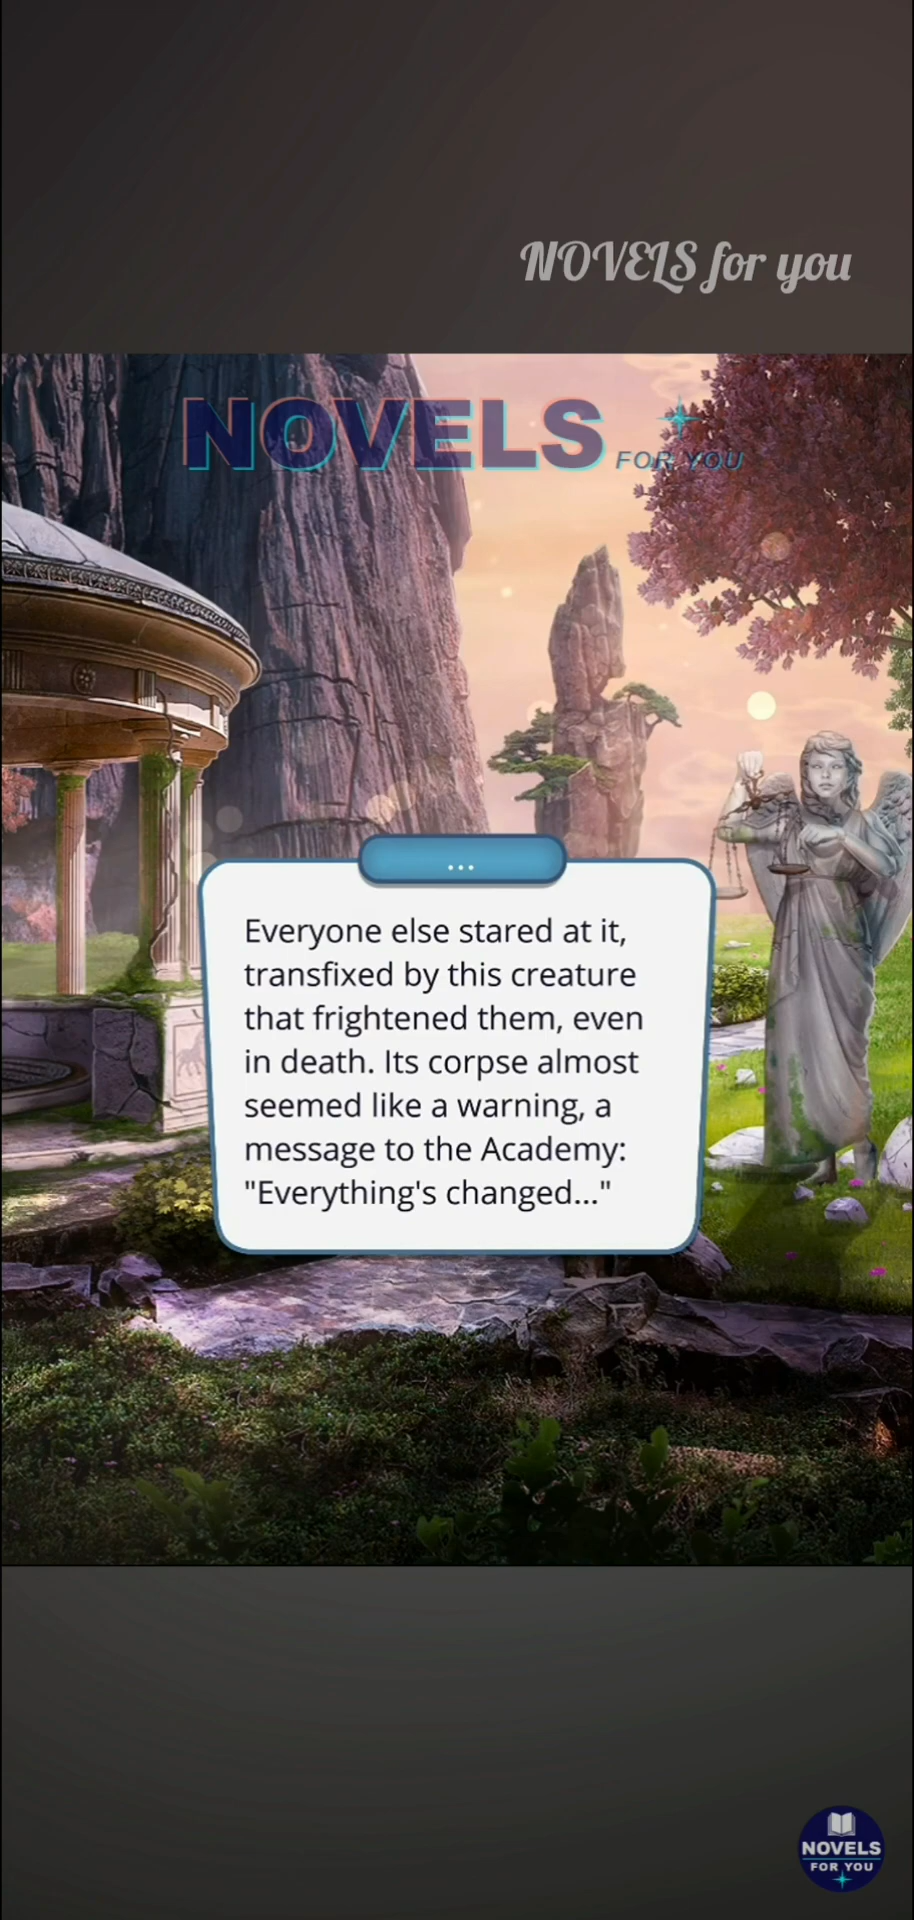 NOVELS for you
NOVELS
FOR YOU
...
Everyone else stared at it,
transfixed by this creature
that frightened them, even
in death. Its corpse almost
seemed like a warning, a
message to the Academy:
"Everything's changed..."
NOVELS
FOR YOU